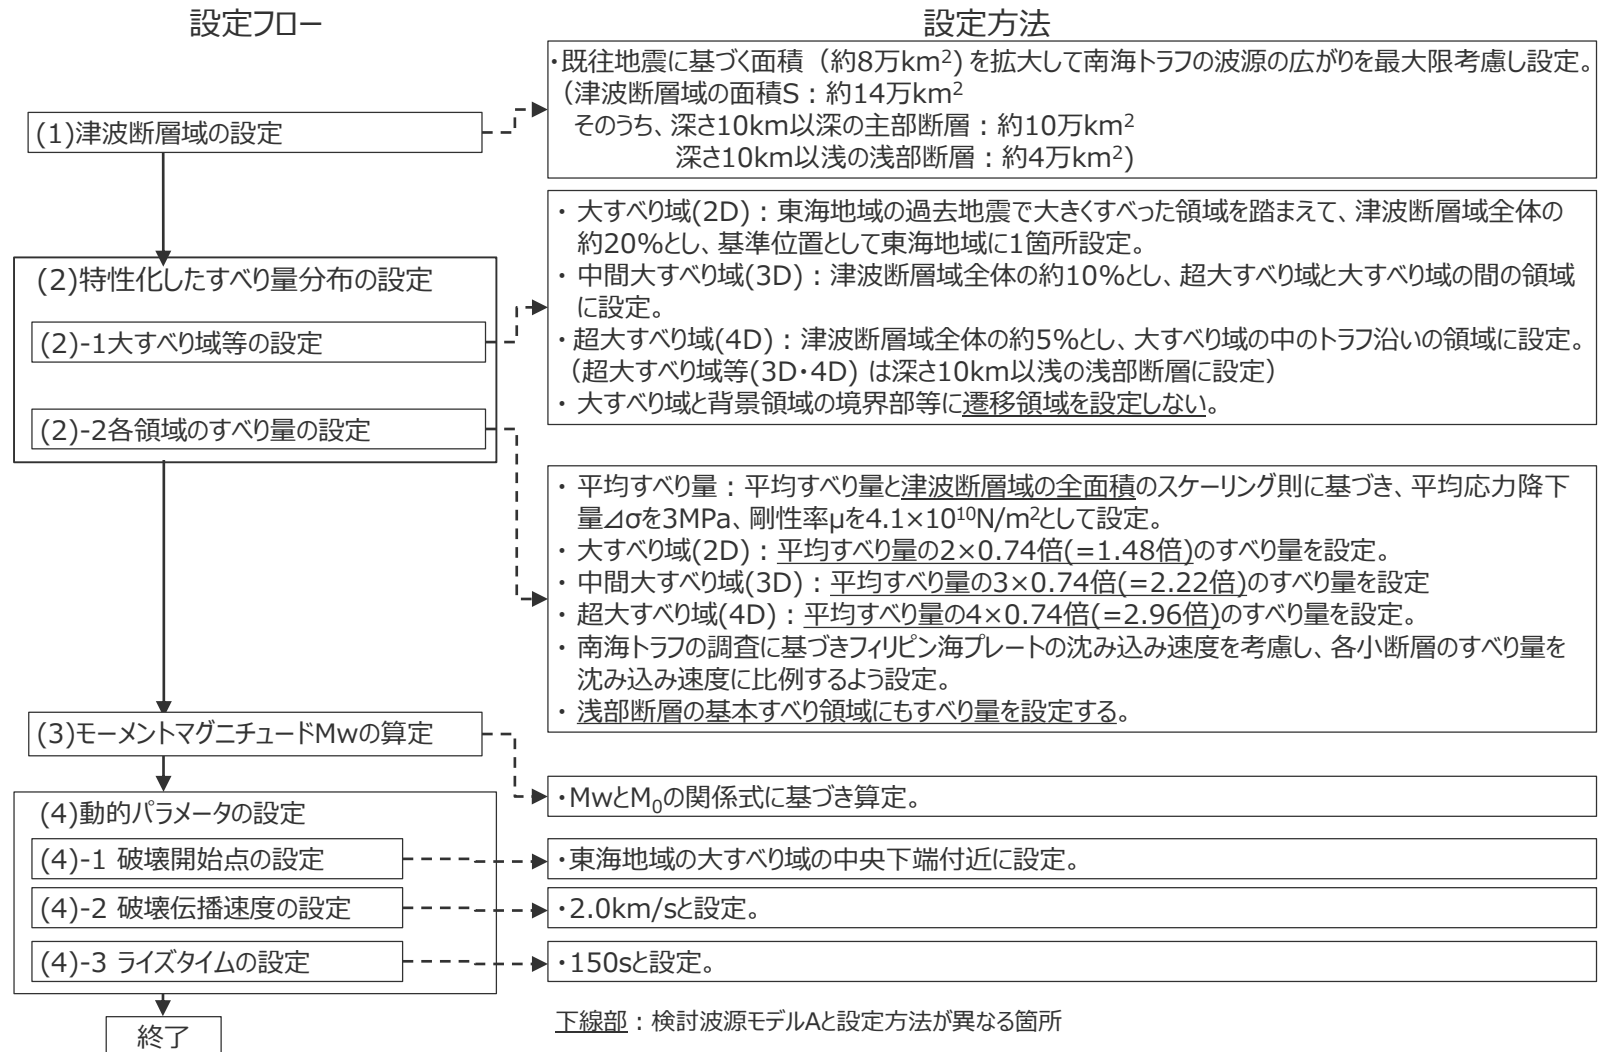 設定フロー
設定方法
(1)津波断層域の設定
・既往地震に基づく面積（約8万km²) を拡大して南海トラフの波源の広がりを最大限考慮し設定。
（津波断層域の面積S：約14万km²
そのうち、深さ10km以深の主部断層：約10万km²
深さ10km以浅の浅部断層：約4万km²)
(2)特性化したすべり量分布の設定
(2)-1大すべり域等の設定
・ 大すべり域(2D)：東海地域の過去地震で大きくすべった領域を踏まえて、津波断層域全体の
約20%とし、基準位置として東海地域に1箇所設定。
・ 中間大すべり域(3D)：津波断層域全体の約10%とし、超大すべり域と大すべり域の間の領域
に設定。
・超大すべり域(4D)：津波断層域全体の約5%とし、大すべり域の中のトラフ沿いの領域に設定。
（超大すべり域等(3D・4D) は深さ10km以浅の浅部断層に設定）
・ 大すべり域と背景領域の境界部等に遷移領域を設定しない。
(2)-2各領域のすべり量の設定
・ 平均すべり量：平均すべり量と津波断層域の全面積のスケーリング則に基づき、平均応力降下
量⊿σを3MPa、剛性率μを4.1×10¹⁰N/m²として設定。
・ 大すべり域(2D)：平均すべり量の2×0.74倍(=1.48倍)のすべり量を設定。
・ 中間大すべり域(3D)：平均すべり量の3×0.74倍(=2.22倍)のすべり量を設定
・ 超大すべり域(4D)：平均すべり量の4×0.74倍(=2.96倍)のすべり量を設定。
・ 南海トラフの調査に基づきフィリピン海プレートの沈み込み速度を考慮し、各小断層のすべり量を
沈み込み速度に比例するよう設定。
・ 浅部断層の基本すべり領域にもすべり量を設定する。
(3)モーメントマグニチュードMwの算定
・MwとM₀の関係式に基づき算定。
(4)動的パラメータの設定
(4)-1 破壊開始点の設定
・東海地域の大すべり域の中央下端付近に設定。
(4)-2 破壊伝播速度の設定
・2.0km/sと設定。
(4)-3 ライズタイムの設定
・150sと設定。
終了
下線部：検討波源モデルAと設定方法が異なる箇所